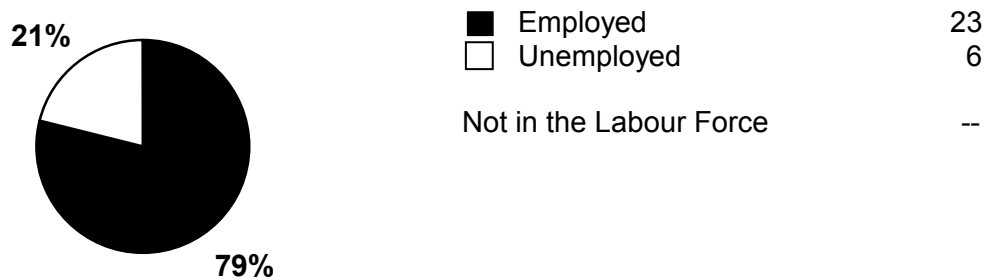 21%
Employed 23
Unemployed 6
Not in the Labour Force --
79%